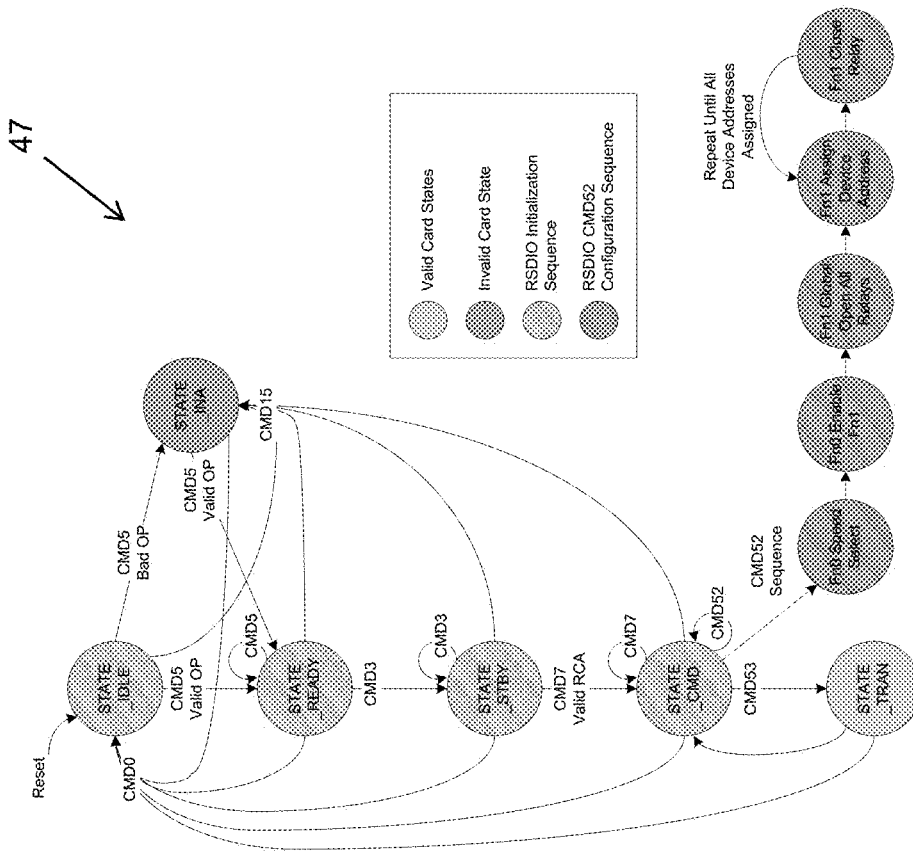 47
Reset
CMD0
STATE
_IDLE
CMD5
Bad OP
STATE
_INA
CMD5
Valid OP
CMD5
Valid OP
CMD15
STATE
_READY
CMD5
CMD3
STATE
_STBY
CMD3
CMD7
Valid RCA
STATE
_CMD
CMD7
CMD52
CMD53
CMD52
Sequence
STATE
_TRAN
Fn0 Speed
Select
Fn0 Enable
Fn1
Fn1 Global
Open All
Relays
Fn1 Assign
Device
Address
Fn1 Close
Relay
Repeat Until All
Device Addresses
Assigned
Valid Card States
Invalid Card State
RSDIO Initialization
Sequence
RSDIO CMD52
Configuration Sequence